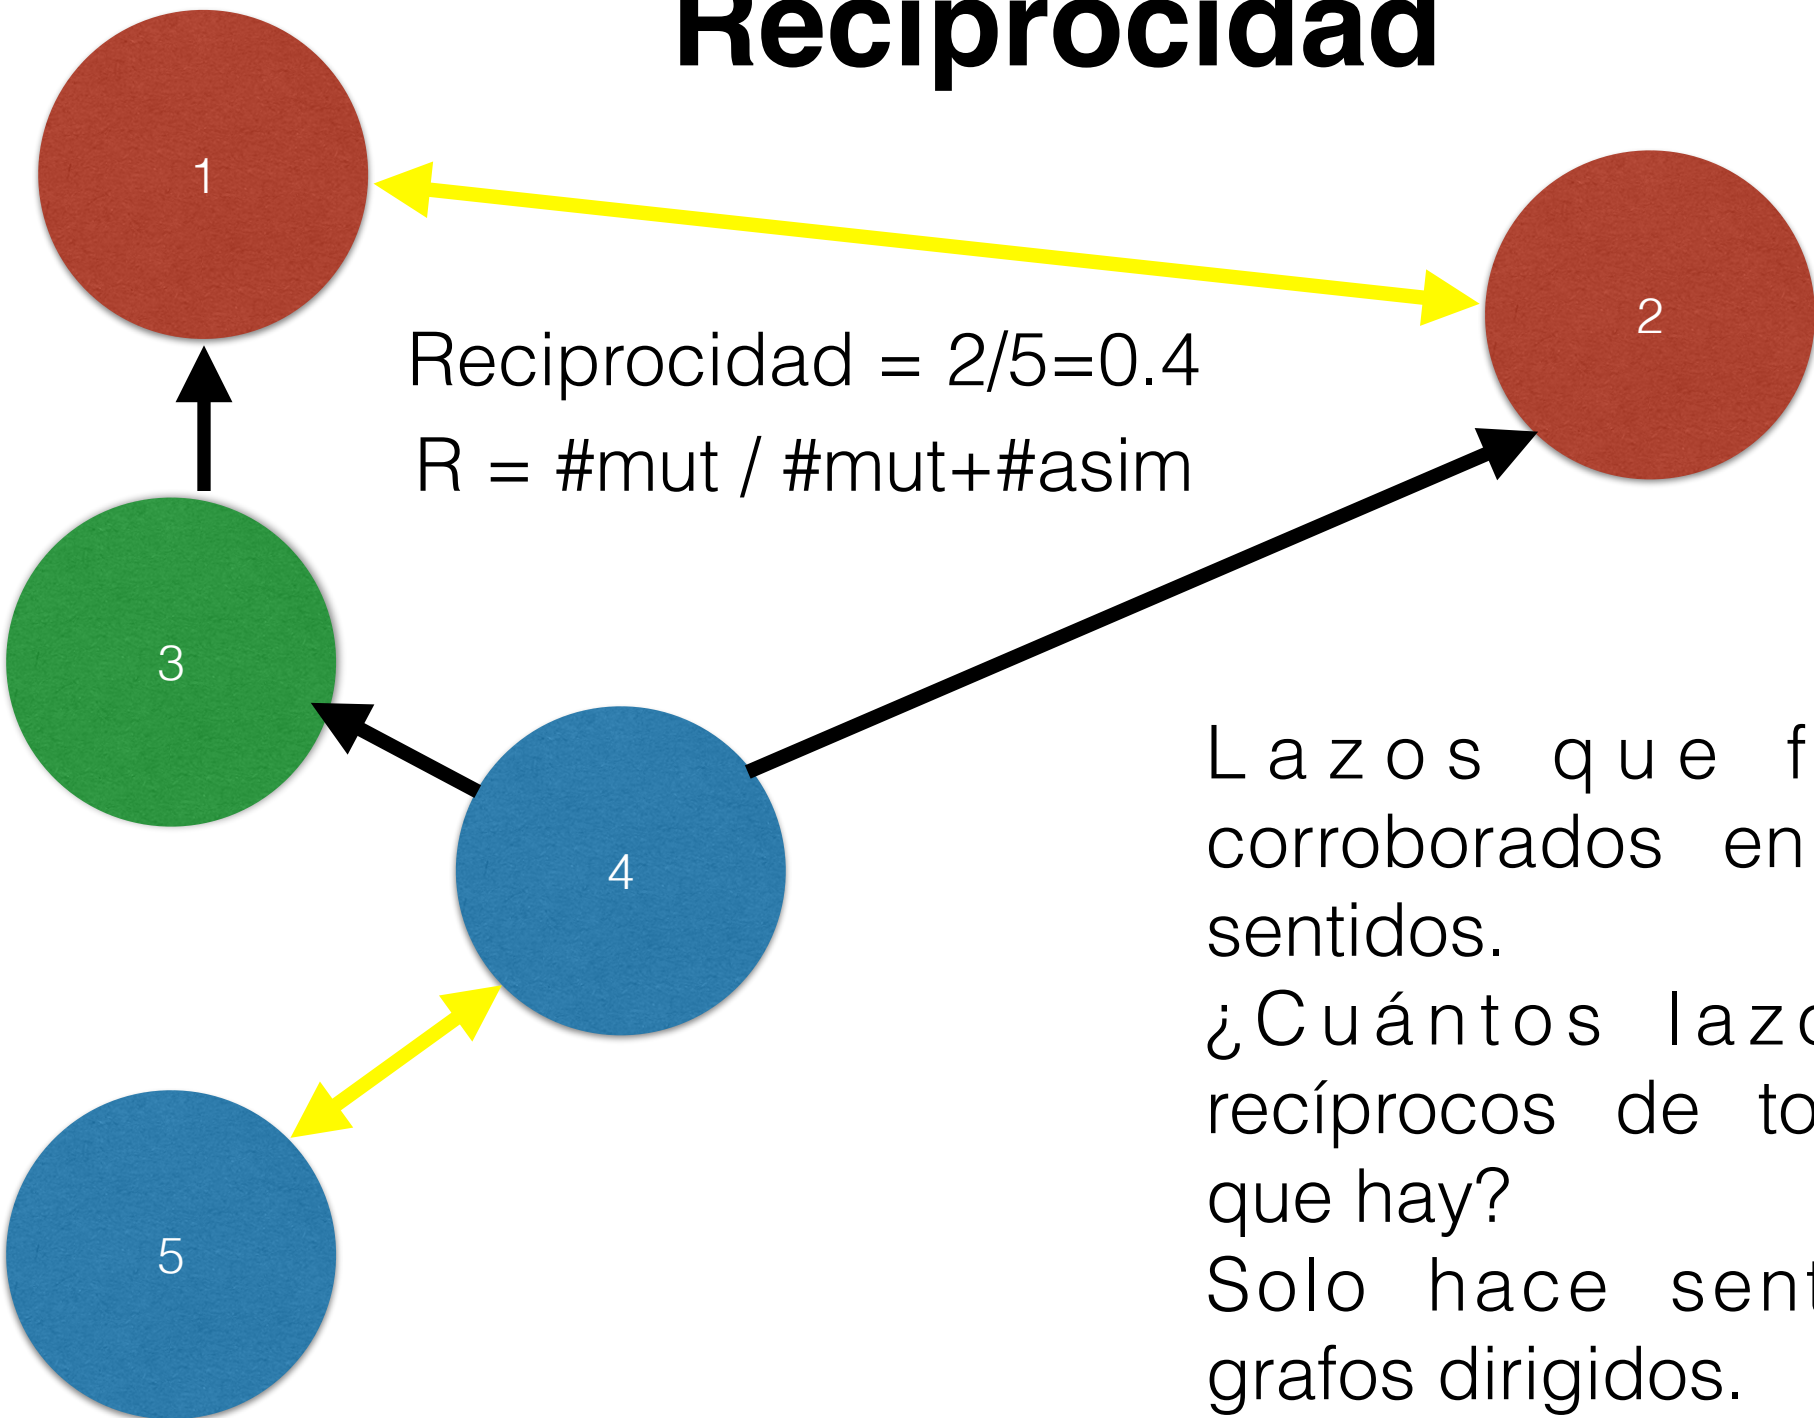 Reciprocidad
1
2
Reciprocidad = 2/5=0.4
R = #mut / #mut+#asim
3
4
5
Lazos que
corroborados en
sentidos.
¿Cuántos
recíprocos de
que hay?
Solo hace
grafos dirigidos.